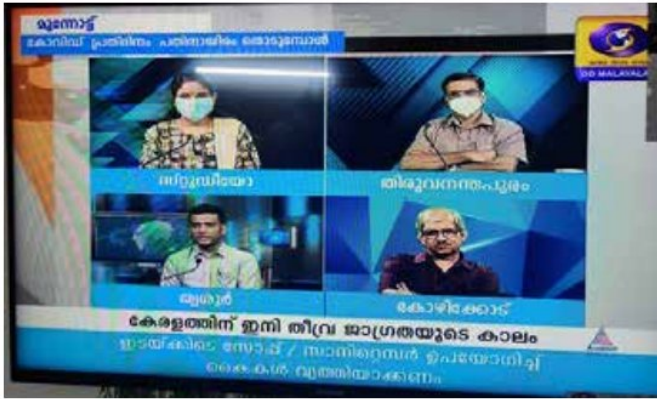 മുന്നോട്ട്
കോവിഡ് പ്രതിദിനം പതിനായിരം തൊടുമ്പോൾ
DD MALAYALAM
സ്റ്റുഡിയോ
തിരുവനന്തപുരം
തൃശൂർ
കോഴിക്കോട്
കേരളത്തിന് ഇനി തീവ്ര ജാഗ്രതയുടെ കാലം
ഇടയ്ക്കിടെ സോപ്പ് / സാനിറ്റൈസർ ഉപയോഗിച്ച്
കൈകൾ വൃത്തിയാക്കണം